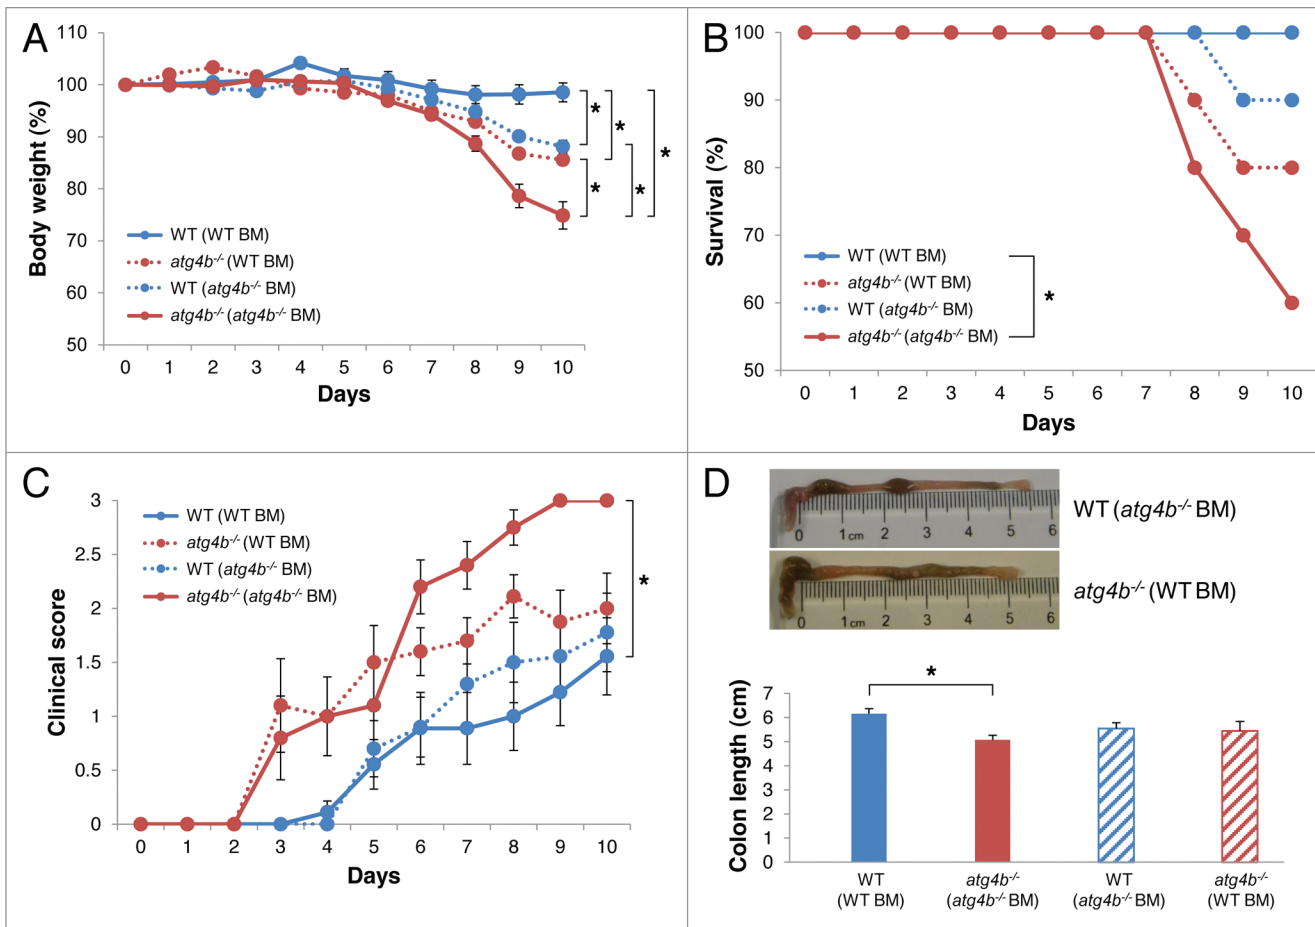 A
110
100
90
80
70
60
50
Body weight (%)
WT (WT BM)
atg4b-/- (WT BM)
WT (atg4b-/- BM)
atg4b-/- (atg4b-/- BM)
*
*
*
*
*
0 1 2 3 4 5 6 7 8 9 10
Days
B
100
90
80
70
60
50
Survival (%)
WT (WT BM)
atg4b-/- (WT BM)
WT (atg4b-/- BM)
atg4b-/- (atg4b-/- BM)
*
0 1 2 3 4 5 6 7 8 9 10
Days
C
3
2.5
2
1.5
1
0.5
0
Clinical score
WT (WT BM)
atg4b-/- (WT BM)
WT (atg4b-/- BM)
atg4b-/- (atg4b-/- BM)
*
0 1 2 3 4 5 6 7 8 9 10
Days
D
0 1cm 2 3 4 5 6
WT (atg4b-/- BM)
0 1cm 2 3 4 5 6
atg4b-/- (WT BM)
*
7
6
5
4
3
2
1
0
Colon length (cm)
WT
(WT BM)
atg4b-/-
(atg4b-/- BM)
WT
(atg4b-/- BM)
atg4b-/-
(WT BM)